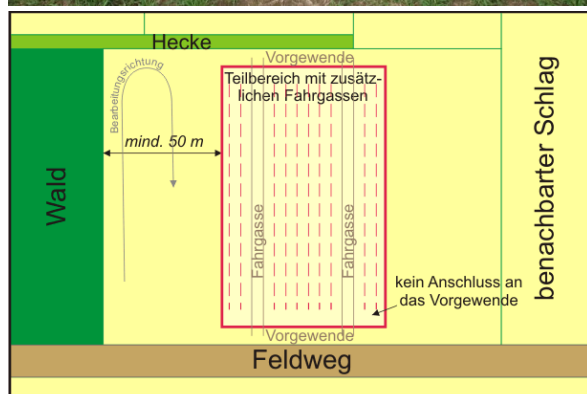 Hecke
Vorgewende
Teilbereich mit zusätz-
lichen Fahrgassen
Bearbeitungsrichtung
mind. 50 m
Wald
Fahrgasse
Fahrgasse
benachbarter Schlag
kein Anschluss an
das Vorgewende
Vorgewende
Feldweg